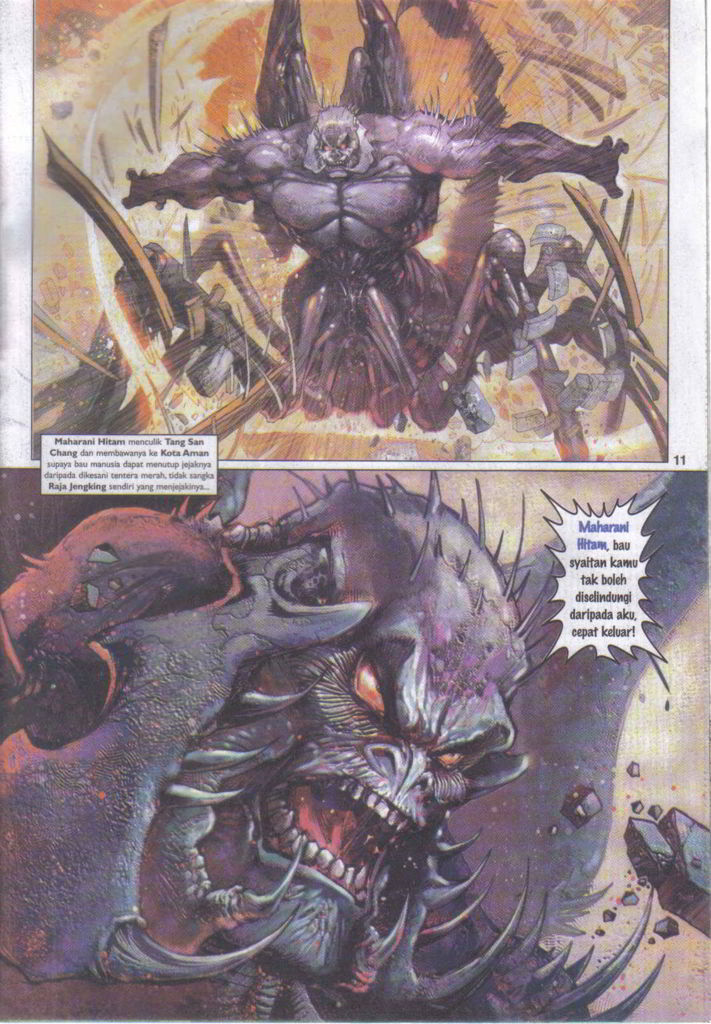 Maharani Hitam menculik Tang San
Chang dan membawanya ke Kota Aman
supaya bau manusia dapat menutup jejaknya
daripada dikesani tentera merah, tidak sangka
Raja Jengking sendiri yang menjejakinya...
11
Maharani
Hitam, bau
syaitan kamu
tak boleh
diselindungi
daripada aku,
cepat keluar!